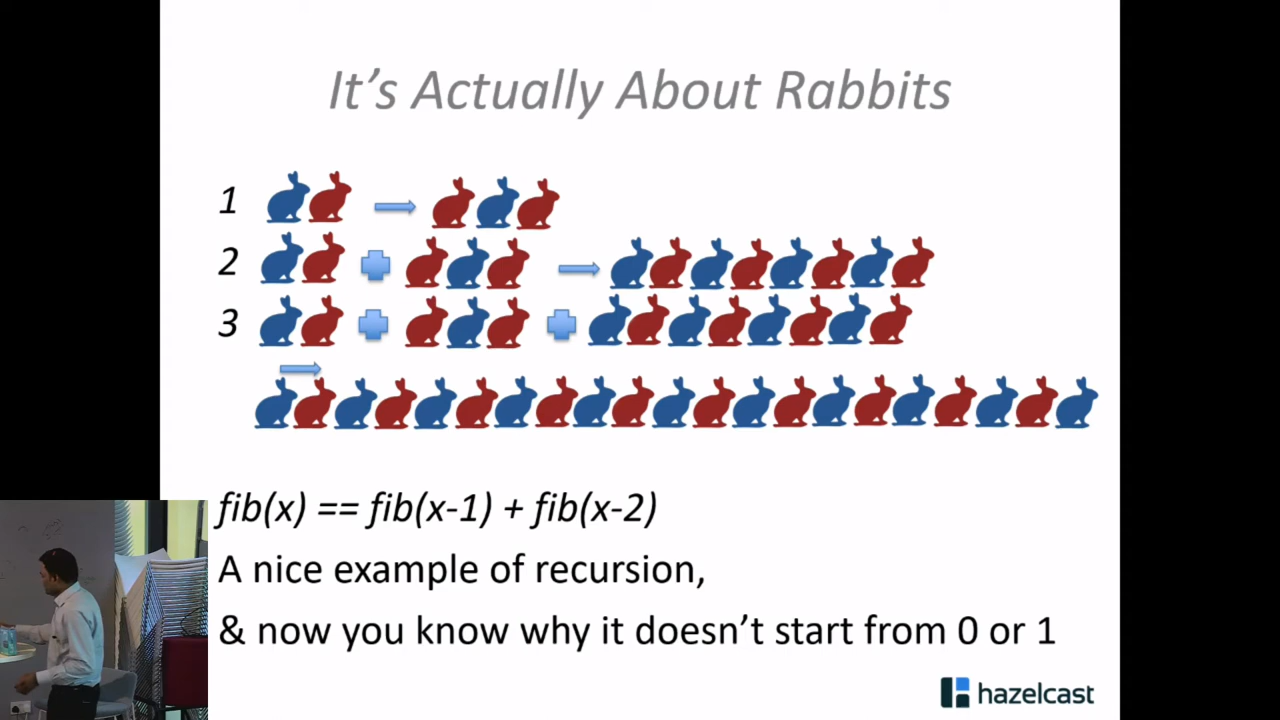 It's Actually About Rabbits
1
2
3
fib(x) == fib(x-1) + fib(x-2)
A nice example of recursion,
& now you know why it doesn't start from 0 or 1
hazelcast